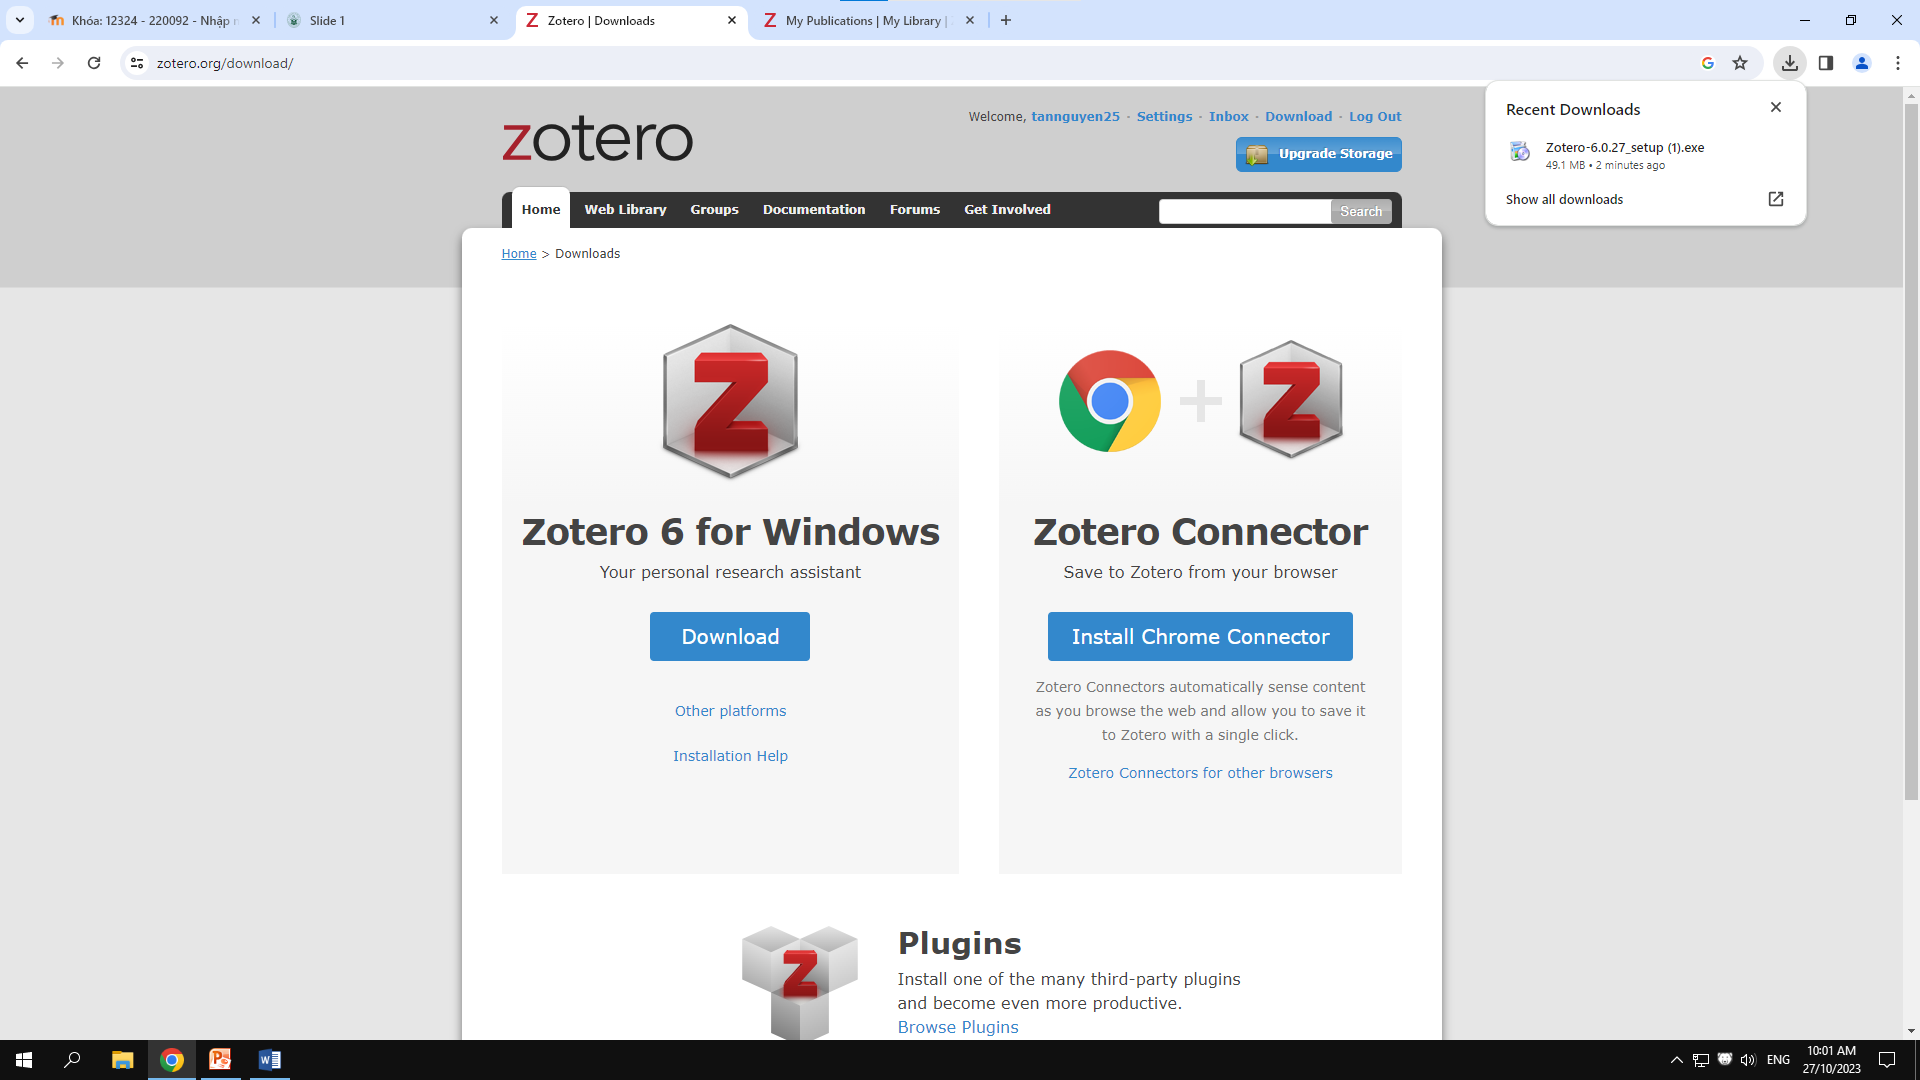 Khóa: 12324 - 220092 - Nhập
Slide 1
Zotero | Downloads
My Publications | My Library |
zotero.org/download/
Recent Downloads
Zotero-6.0.27_setup (1).exe
49.1 MB • 2 minutes ago
Show all downloads
zotero
Welcome, tannguyen25 · Settings · Inbox · Download · Log Out
Upgrade Storage
Home Web Library Groups Documentation Forums Get Involved
Search
Home > Downloads
Zotero 6 for Windows
Your personal research assistant
Download
Other platforms
Installation Help
Zotero Connector
Save to Zotero from your browser
Install Chrome Connector
Zotero Connectors automatically sense content
as you browse the web and allow you to save it
to Zotero with a single click.
Zotero Connectors for other browsers
Plugins
Install one of the many third-party plugins
and become even more productive.
Browse Plugins
ENG
10:01 AM
27/10/2023